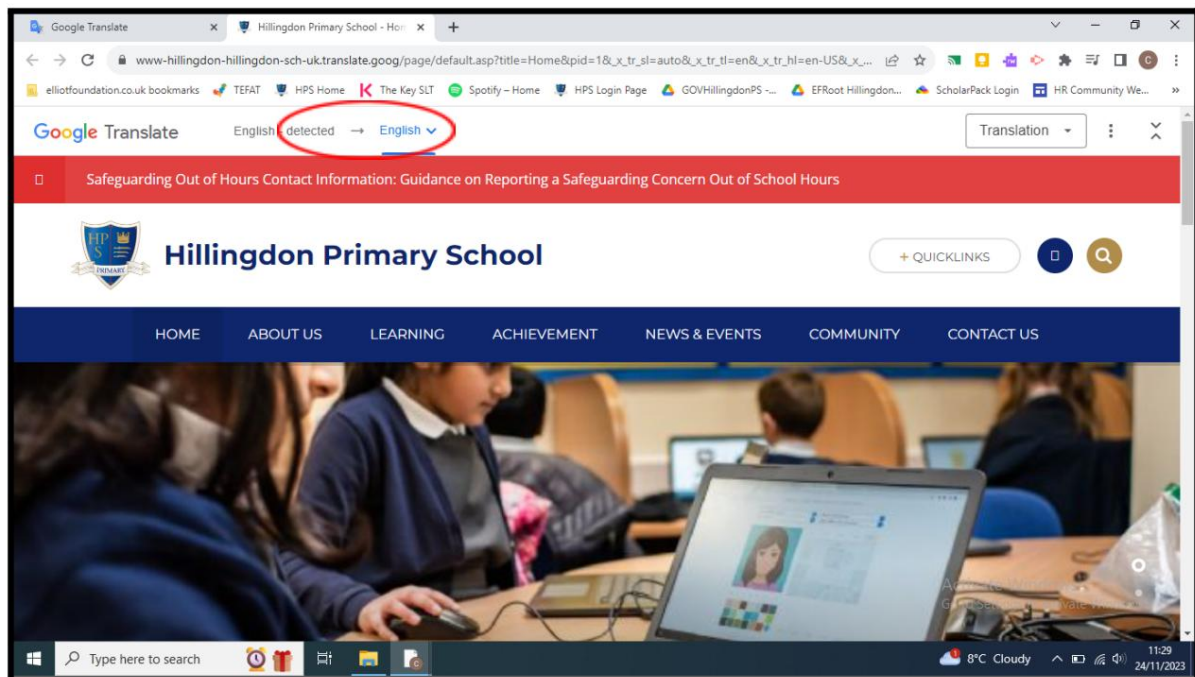 Google Translate
Hillingdon Primary School - Hon
www-hillingdon-hillingdon-sch-uk.translate.goog/page/default.asp?title=Home&pid=1&_x_tr_sl=auto&_x_tr_tl=en&_x_tr_hl=en-US&_x_...
C
elliotfoundation.co.uk bookmarks TEFAT HPS Home The Key SLT Spotify – Home HPS Login Page GOVHillingdonPS -... EFRoot Hillingdon... ScholarPack Login HR Community We... »
Google Translate English - detected → English Translation
Safeguarding Out of Hours Contact Information: Guidance on Reporting a Safeguarding Concern Out of School Hours
HP
S
PRIMARY
Hillingdon Primary School
+ QUICKLINKS
HOME ABOUT US LEARNING ACHIEVEMENT NEWS & EVENTS COMMUNITY CONTACT US
Type here to search
8°C Cloudy
11:29
24/11/2023